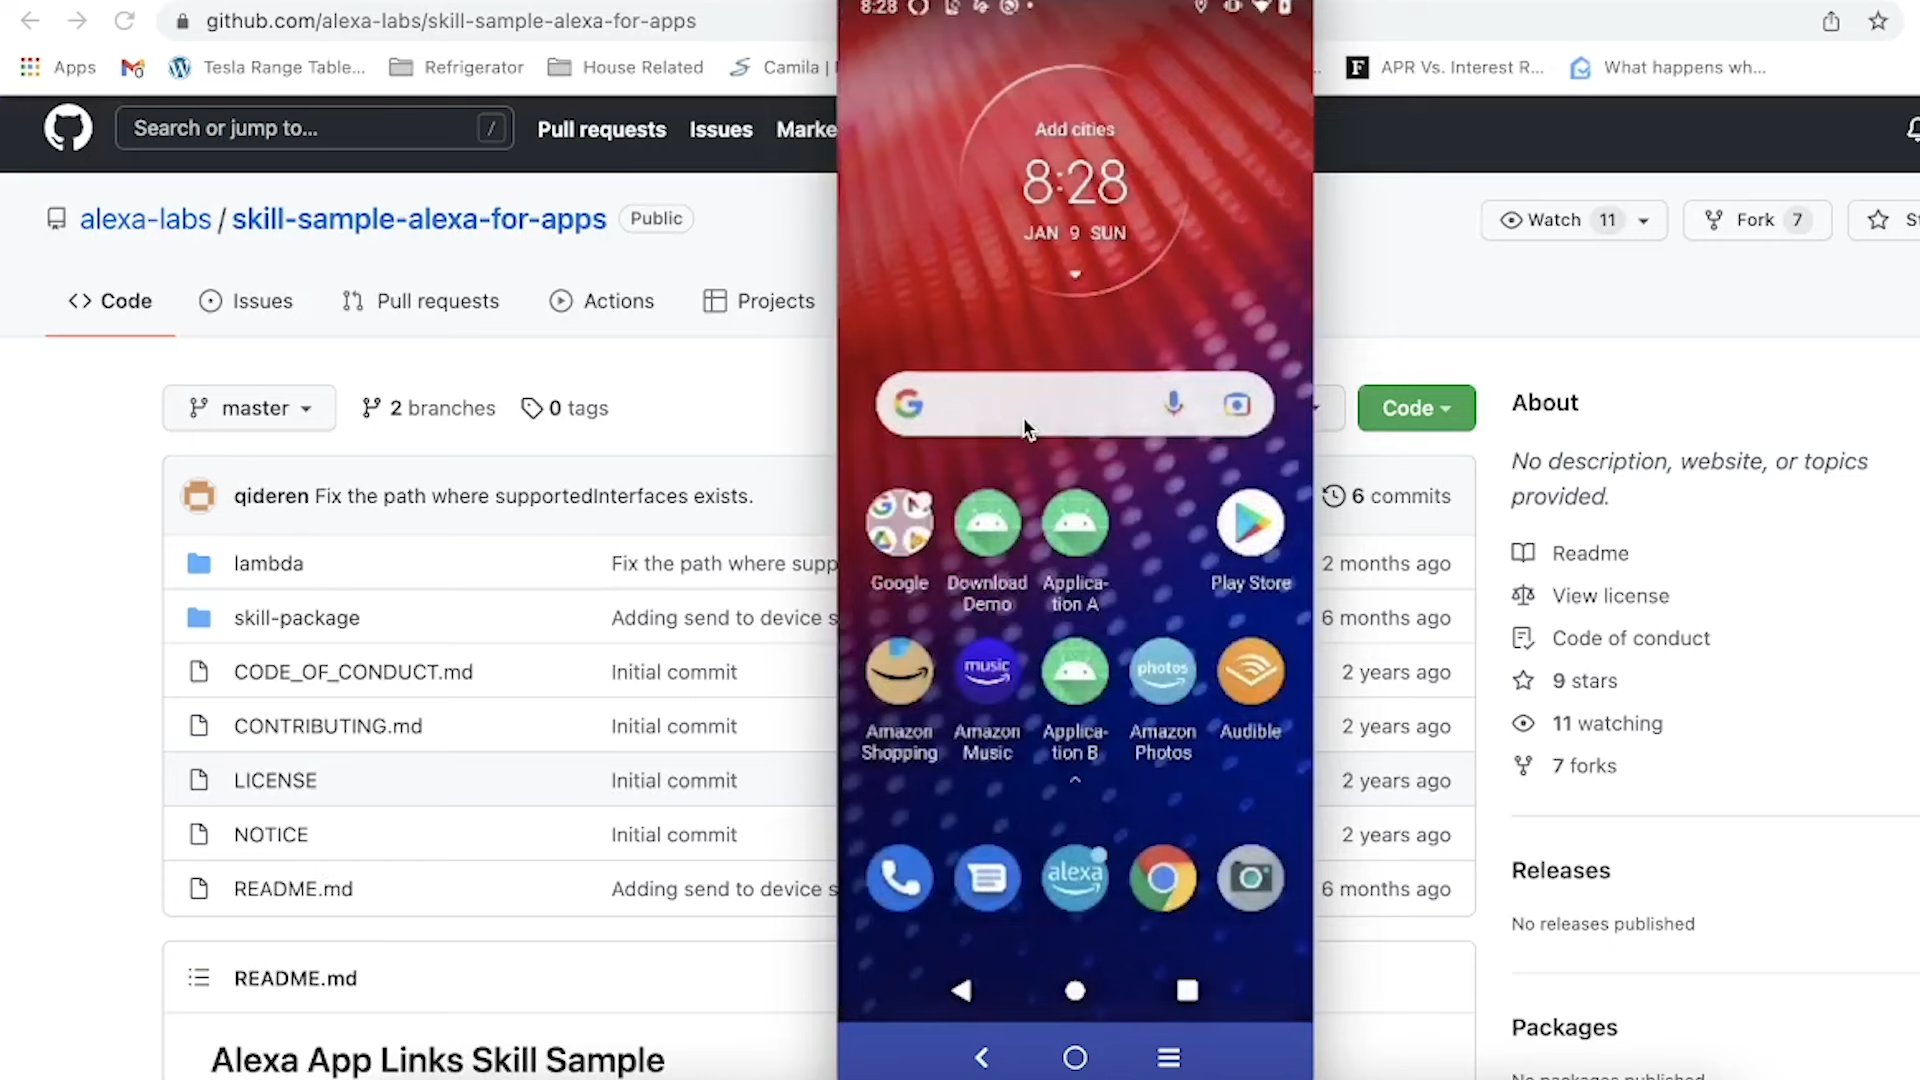 github.com/alexa-labs/skill-sample-alexa-for-apps
Apps
Tesla Range Table...
Refrigerator
House Related
Camila |
APR Vs. Interest R...
What happens wh...
Search or jump to...
/
Pull requests
Issues
Marke
alexa-labs / skill-sample-alexa-for-apps
Public
Watch 11
Fork 7
Code
Issues
Pull requests
Actions
Projects
master
2 branches
0 tags
Code
qideren Fix the path where supportedInterfaces exists.
6 commits
lambda
Fix the path where supp
2 months ago
skill-package
Adding send to device s
6 months ago
CODE_OF_CONDUCT.md
Initial commit
2 years ago
CONTRIBUTING.md
Initial commit
2 years ago
LICENSE
Initial commit
2 years ago
NOTICE
Initial commit
2 years ago
README.md
Adding send to device s
6 months ago
README.md
Alexa App Links Skill Sample
8:28
Add cities
8:28
JAN 9 SUN
Google
Download
Demo
Applica-
tion A
Play Store
music
photos
Amazon
Shopping
Amazon
Music
Applica-
tion B
Amazon
Photos
Audible
alexa
About
No description, website, or topics
provided.
Readme
View license
Code of conduct
9 stars
11 watching
7 forks
Releases
No releases published
Packages
No packages published